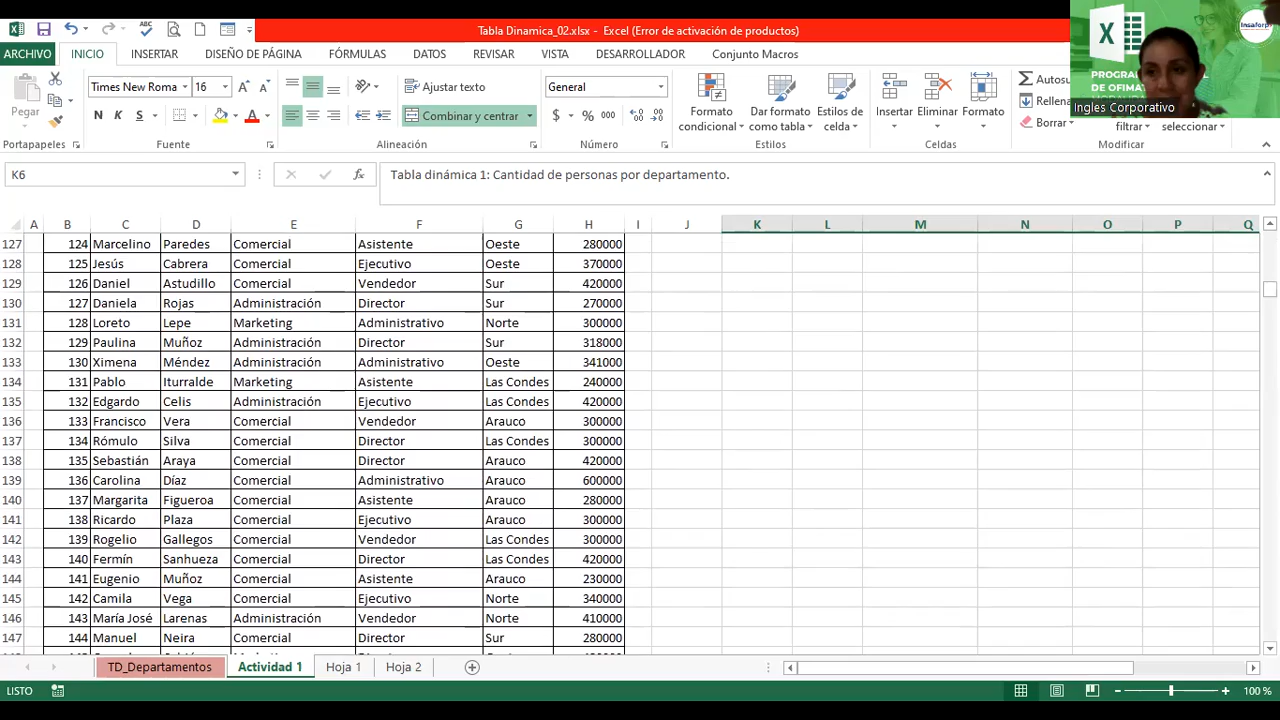 Tabla Dinamica_02.xlsx - Excel (Error de activación de productos)
ARCHIVO INICIO INSERTAR DISEÑO DE PÁGINA FÓRMULAS DATOS REVISAR VISTA DESARROLLADOR Conjunto Macros
Insaforp
PROGRAM
DE OFIMA
Ingles Corporativo
Pegar
Times New Roma 16
N K S
Ajustar texto
Combinar y centrar
General
$ % 000
Formato condicional
Dar formato como tabla
Estilos de celda
Insertar Eliminar Formato
Autosu
Rellena
Borrar
filtrar
seleccionar
Portapapeles Fuente Alineación Número Estilos Celdas Modificar
K6 fx Tabla dinámica 1: Cantidad de personas por departamento.
A B C D E F G H I J K L M N O P Q
127 124 Marcelino Paredes Comercial Asistente Oeste 280000
128 125 Jesús Cabrera Comercial Ejecutivo Oeste 370000
129 126 Daniel Astudillo Comercial Vendedor Sur 420000
130 127 Daniela Rojas Administración Director Sur 270000
131 128 Loreto Lepe Marketing Administrativo Norte 300000
132 129 Paulina Muñoz Administración Director Sur 318000
133 130 Ximena Méndez Administración Administrativo Oeste 341000
134 131 Pablo Iturralde Marketing Asistente Las Condes 240000
135 132 Edgardo Celis Administración Ejecutivo Las Condes 420000
136 133 Francisco Vera Comercial Vendedor Arauco 300000
137 134 Rómulo Silva Comercial Director Las Condes 300000
138 135 Sebastián Araya Comercial Director Arauco 420000
139 136 Carolina Díaz Comercial Administrativo Arauco 600000
140 137 Margarita Figueroa Comercial Asistente Arauco 280000
141 138 Ricardo Plaza Comercial Ejecutivo Arauco 300000
142 139 Rogelio Gallegos Comercial Vendedor Las Condes 300000
143 140 Fermín Sanhueza Comercial Director Las Condes 420000
144 141 Eugenio Muñoz Comercial Asistente Arauco 230000
145 142 Camila Vega Comercial Ejecutivo Norte 340000
146 143 María José Larenas Administración Vendedor Norte 410000
147 144 Manuel Neira Comercial Director Sur 280000
TD_Departamentos Actividad 1 Hoja 1 Hoja 2
LISTO 100 %